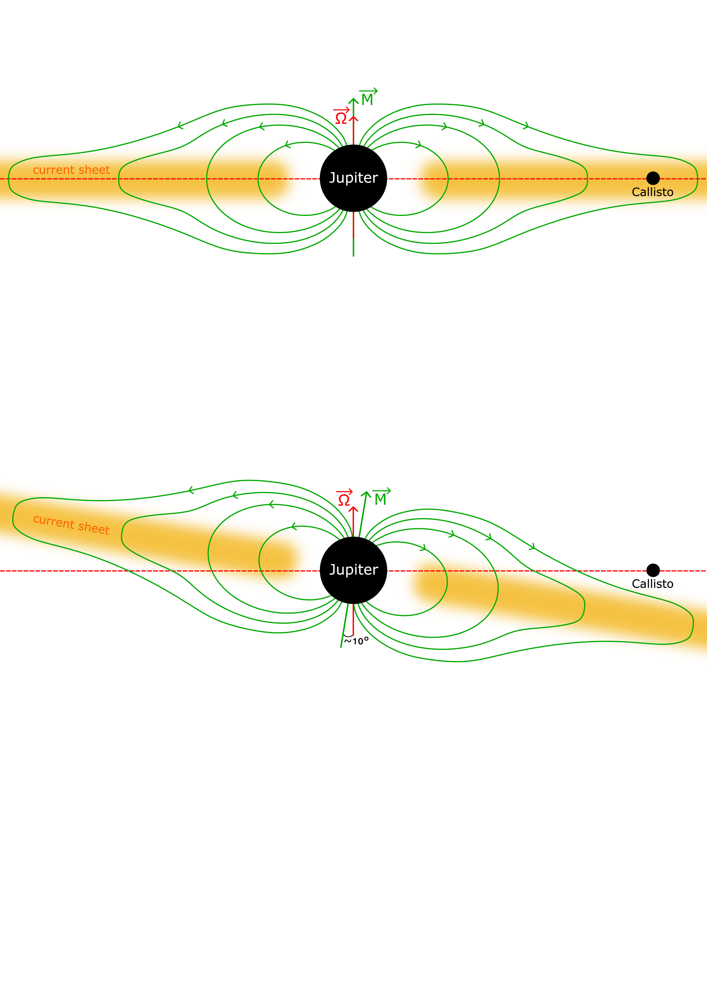 M
Ω
current sheet
Jupiter
Callisto
Ω
M
current sheet
Jupiter
Callisto
~10°